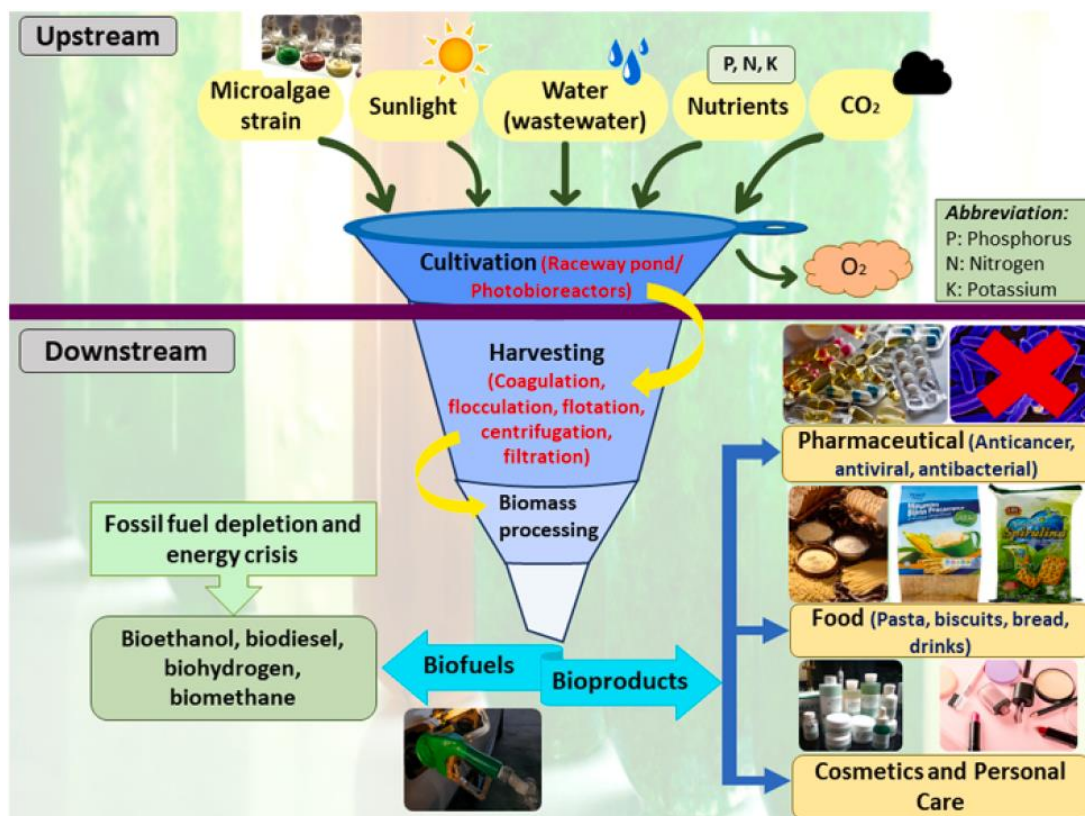 Upstream
Microalgae
strain
Sunlight
Water
(wastewater)
P, N, K
Nutrients
CO₂
Cultivation (Raceway pond/
Photobioreactors)
O₂
Abbreviation:
P: Phosphorus
N: Nitrogen
K: Potassium
Downstream
Harvesting
(Coagulation,
flocculation, flotation,
centrifugation,
filtration)
Biomass
processing
Fossil fuel depletion and
energy crisis
Bioethanol, biodiesel,
biohydrogen,
biomethane
Biofuels
Bioproducts
Pharmaceutical (Anticancer,
antiviral, antibacterial)
Spirulina
Food (Pasta, biscuits, bread,
drinks)
Cosmetics and Personal
Care